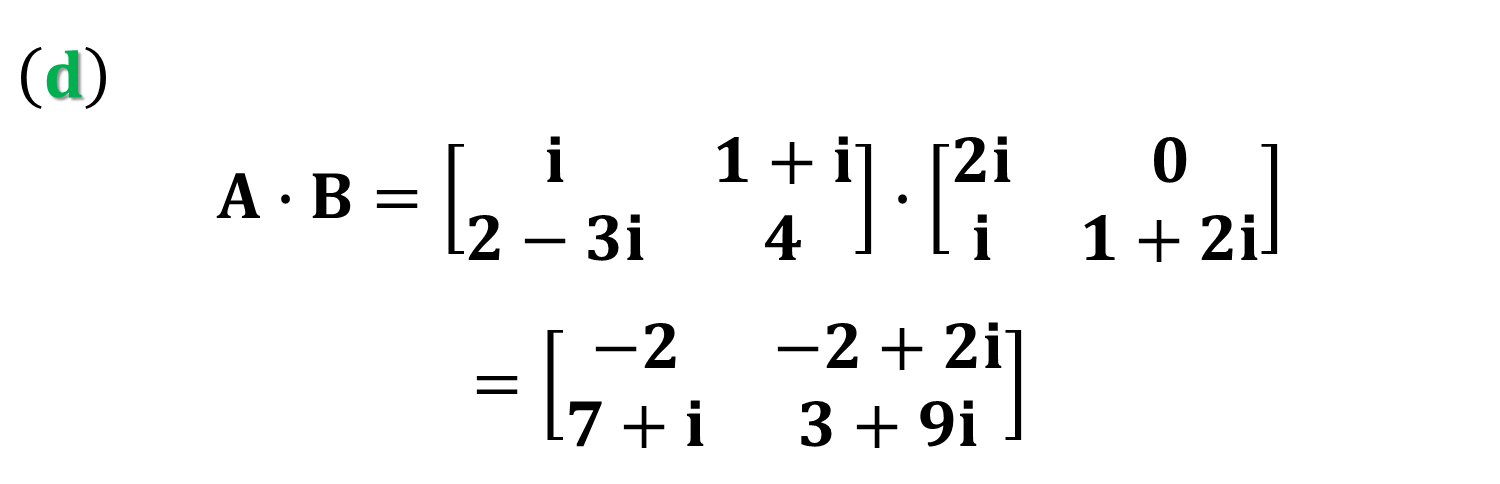 (d)
A · B = [i 1 + i
2 − 3i 4] · [2i 0
i 1 + 2i]
= [−2 −2 + 2i
7 + i 3 + 9i]